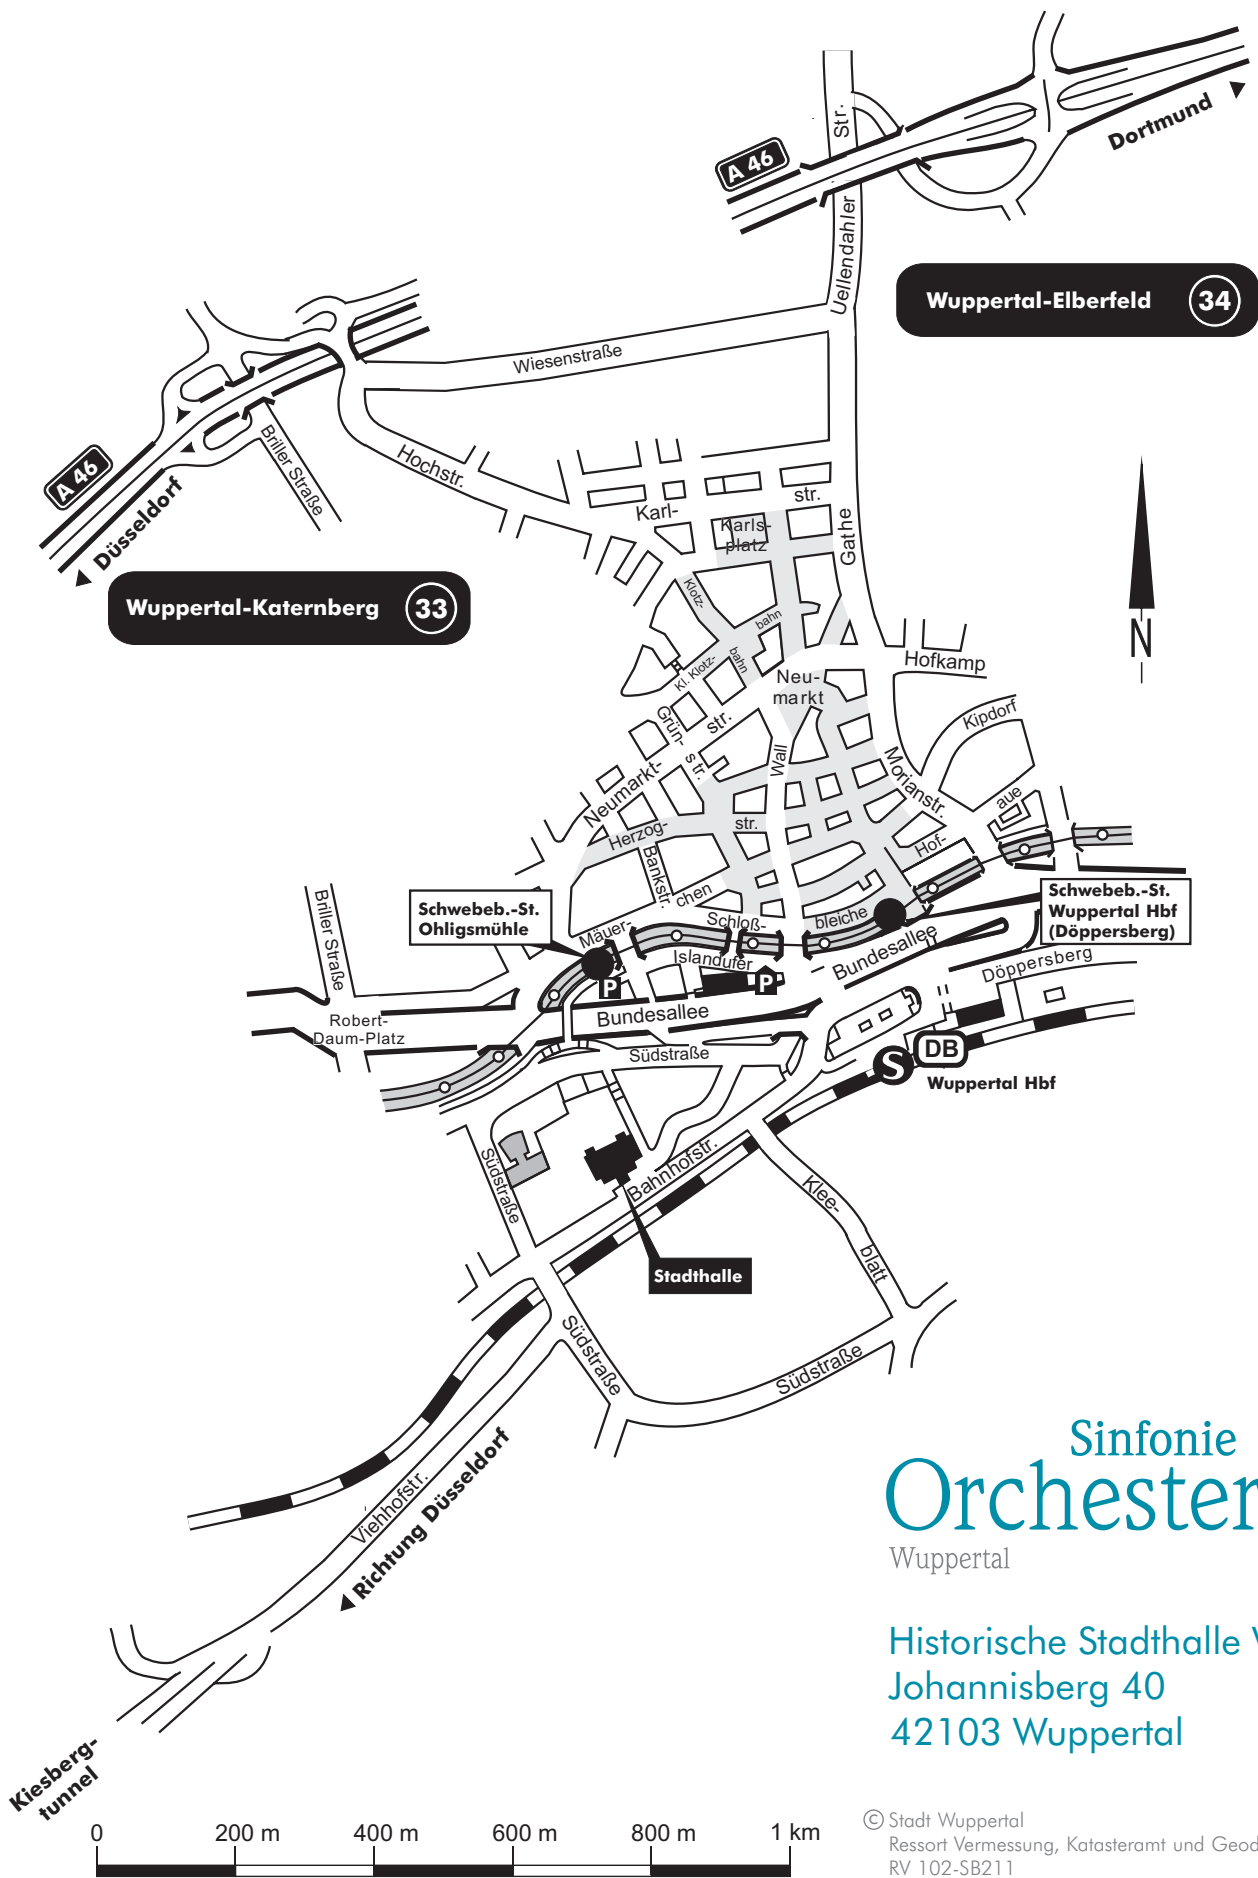 Str.
Dortmund
A 46
Uellendahler
Wuppertal-Elberfeld 34
Wiesenstraße
A 46
Düsseldorf
Briller Straße
Hochstr.
Karl-
str.
Karls-
platz
Gathe
Wuppertal-Katernberg 33
Klotz-
bahn
Kl. Klotz-
bahn
N
Hofkamp
Neu-
markt
Grün-
str.
Neumarkt-
str.
Wall
Kipdorf
Morianstr.
aue
Hof-
Herzog-
str.
Bankstr.
Briller Straße
Schwebeb.-St.
Ohligsmühle
Mäuer-
chen
Schloß-
bleiche
Schwebeb.-St.
Wuppertal Hbf
(Döppersberg)
Islandufer
P
P
Bundesallee
Döppersberg
Robert-
Daum-Platz
Bundesallee
Südstraße
S
DB
Wuppertal Hbf
Südstraße
Bahnhofstr.
Klee-
blatt
Stadthalle
Südstraße
Südstraße
Viehhofstr.
Richtung Düsseldorf
Kiesberg-
tunnel
Sinfonie
Orchester
Wuppertal
Historische Stadthalle
Johannisberg 40
42103 Wuppertal
© Stadt Wuppertal
Ressort Vermessung, Katasteramt und Geod
RV 102-SB211
0 200 m 400 m 600 m 800 m 1 km